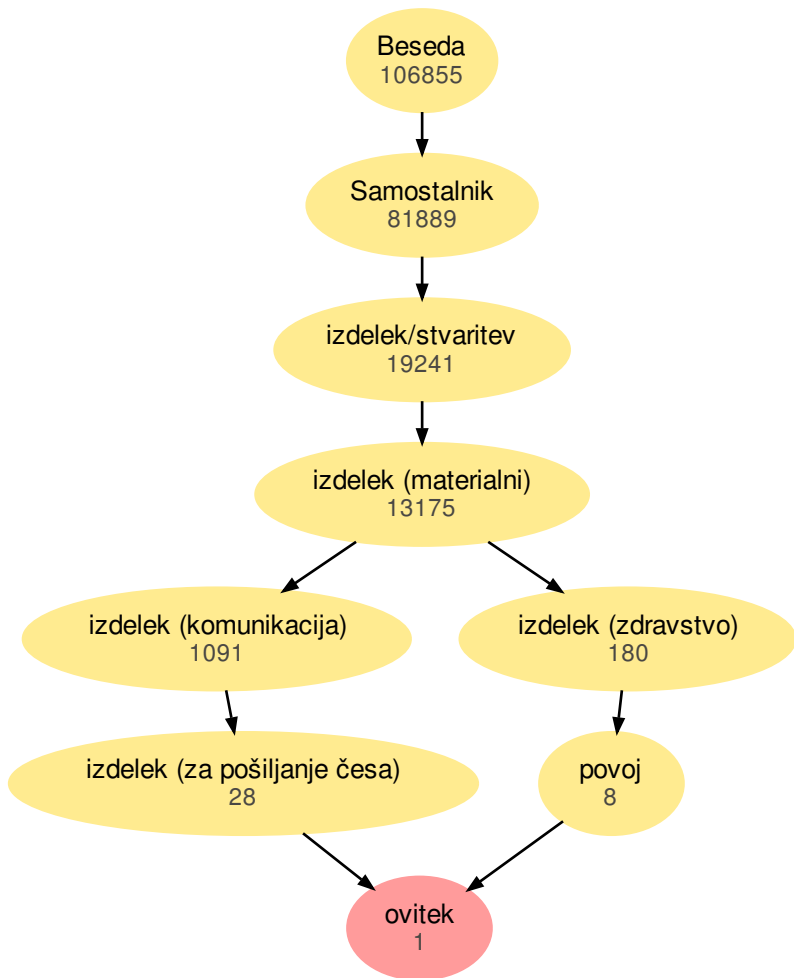 Beseda
106855
Samostalnik
81889
izdelek/stvaritev
19241
izdelek (materialni)
13175
izdelek (komunikacija)
1091
izdelek (zdravstvo)
180
izdelek (za pošiljanje česa)
28
povoj
8
ovitek
1